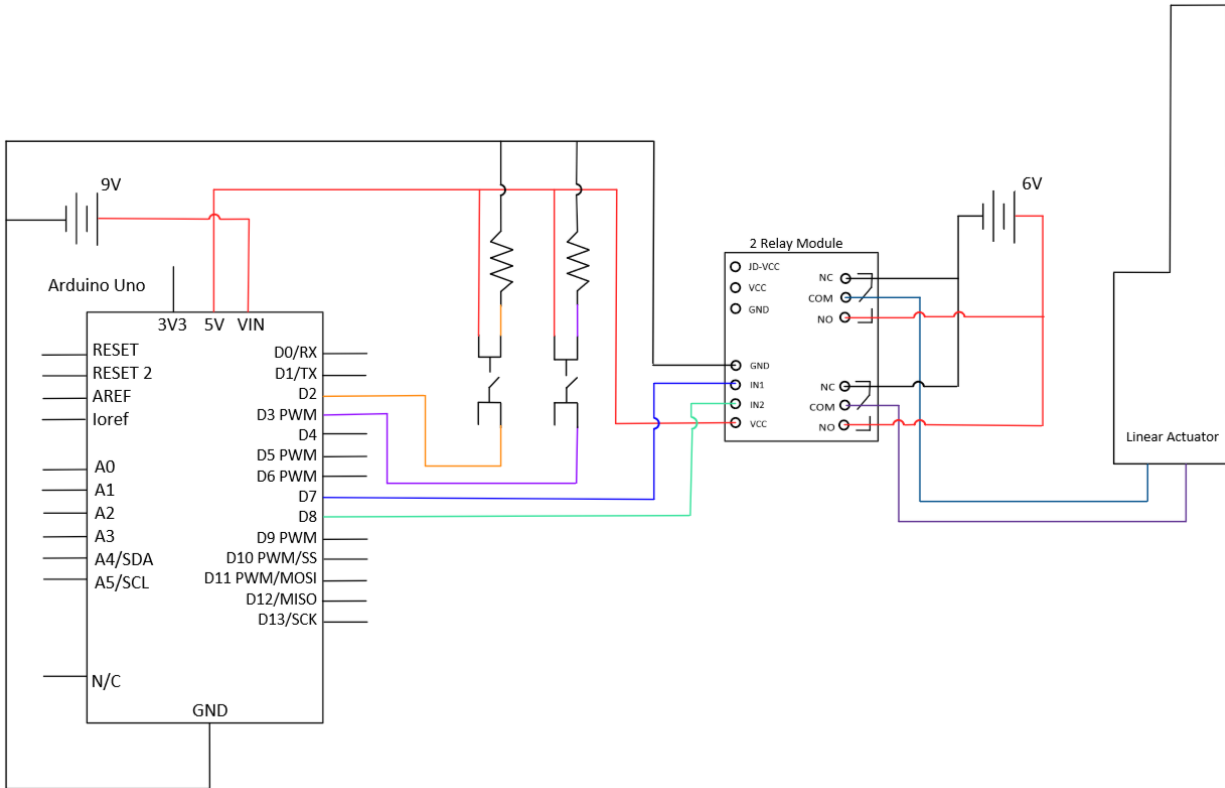 9V
6V
2 Relay Module
JD-VCC
VCC
GND
GND
IN1
IN2
VCC
NC
COM
NO
NC
COM
NO
Linear Actuator
Arduino Uno
3V3 5V VIN
RESET
RESET 2
AREF
Ioref
A0
A1
A2
A3
A4/SDA
A5/SCL
N/C
D0/RX
D1/TX
D2
D3 PWM
D4
D5 PWM
D6 PWM
D7
D8
D9 PWM
D10 PWM/SS
D11 PWM/MOSI
D12/MISO
D13/SCK
GND